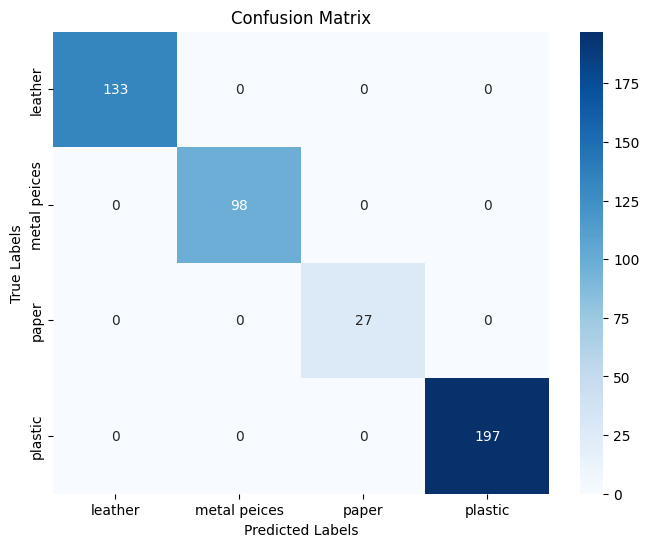 Confusion Matrix
True Labels
leather
133 0 0 0
metal peices
0 98 0 0
paper
0 0 27 0
plastic
0 0 0 197
leather metal peices paper plastic
Predicted Labels
175
150
125
100
75
50
25
0